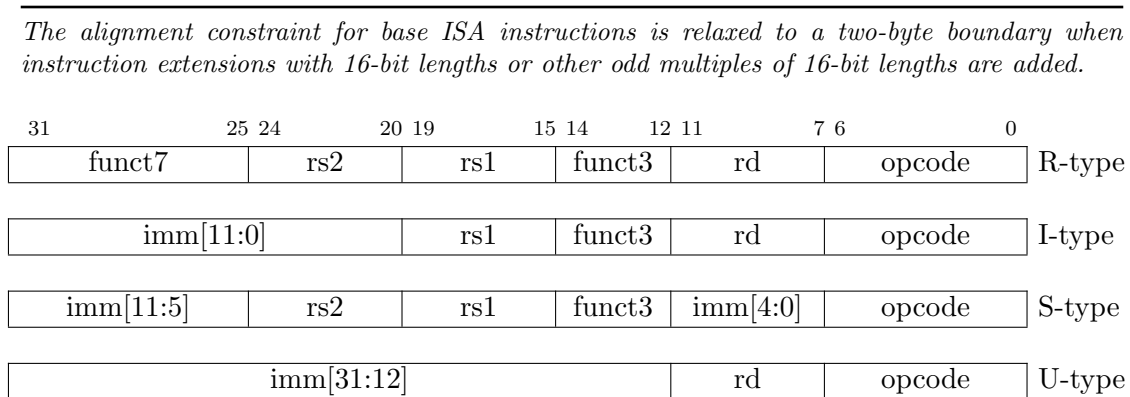 The alignment constraint for base ISA instructions is relaxed to a two-byte boundary when
instruction extensions with 16-bit lengths or other odd multiples of 16-bit lengths are added.
31 25 24 20 19 15 14 12 11 7 6 0
funct7 rs2 rs1 funct3 rd opcode R-type
imm[11:0] rs1 funct3 rd opcode I-type
imm[11:5] rs2 rs1 funct3 imm[4:0] opcode S-type
imm[31:12] rd opcode U-type